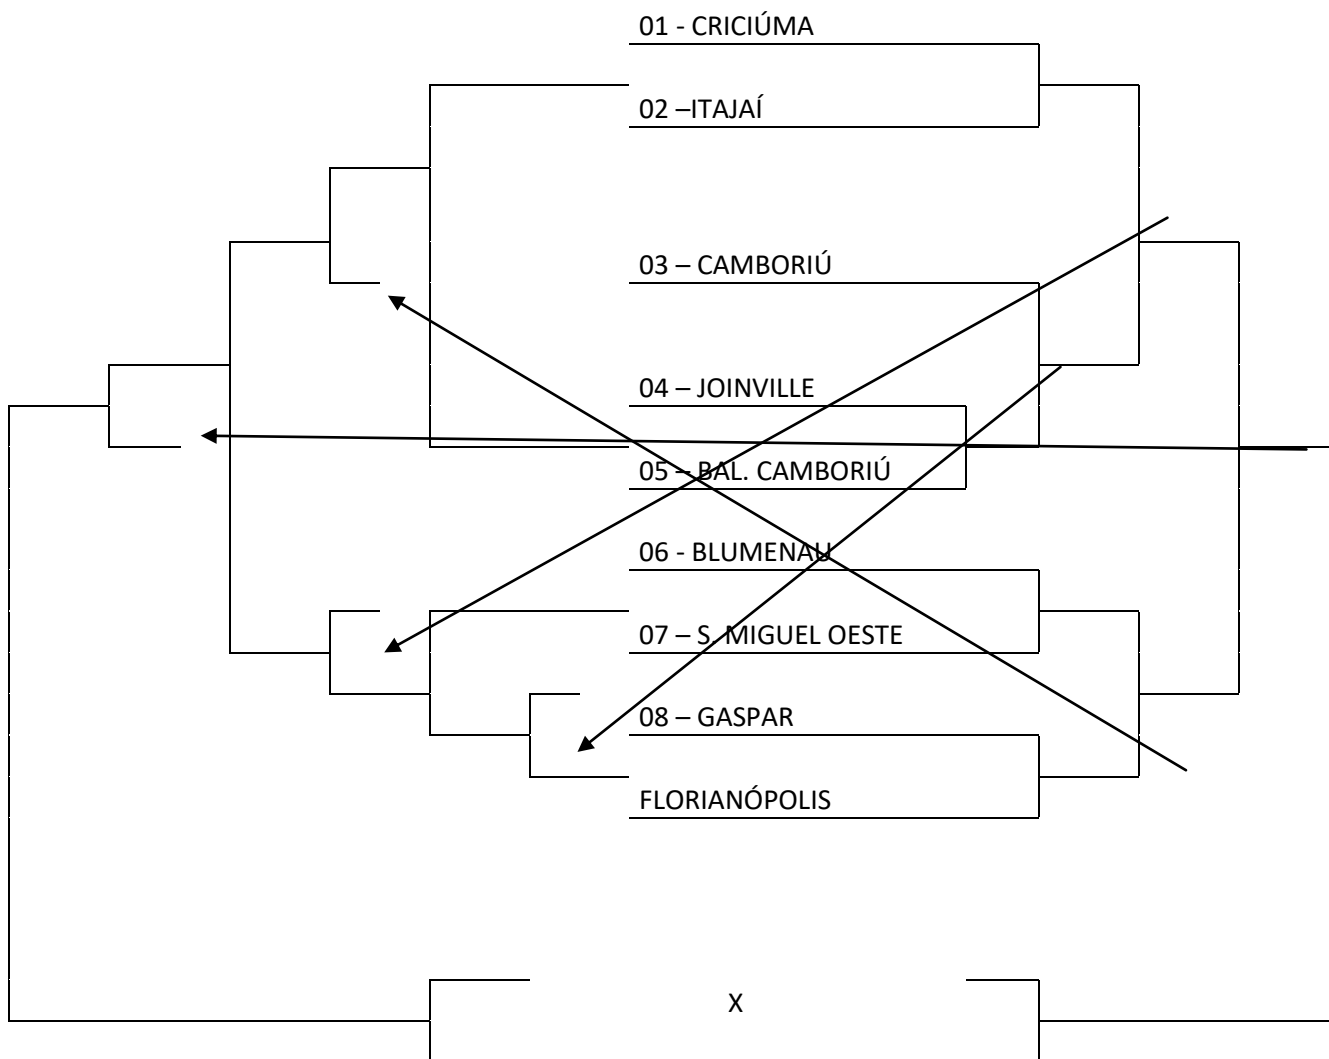 01 - CRICIÚMA
02 –ITAJAÍ
03 – CAMBORIÚ
04 – JOINVILLE
05 – BAL. CAMBORIÚ
06 - BLUMENAU
07 – S. MIGUEL OESTE
08 – GASPAR
FLORIANÓPOLIS
X